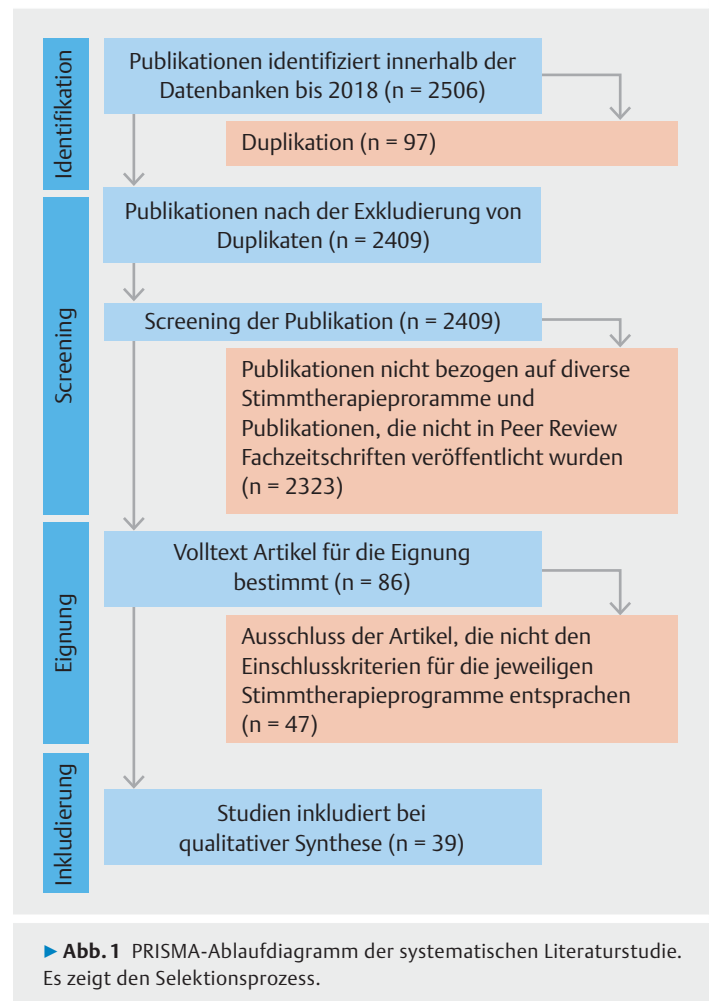 Identifikation
Publikationen identifiziert innerhalb der
Datenbanken bis 2018 (n = 2506)
Duplikation (n = 97)
Screening
Publikationen nach der Exkludierung von
Duplikaten (n = 2409)
Screening der Publikation (n = 2409)
Publikationen nicht bezogen auf diverse
Stimmtherapieproramme und
Publikationen, die nicht in Peer Review
Fachzeitschriften veröffentlicht wurden
(n = 2323)
Eignung
Volltext Artikel für die Eignung
bestimmt (n = 86)
Ausschluss der Artikel, die nicht den
Einschlusskriterien für die jeweiligen
Stimmtherapieprogramme entsprachen
(n = 47)
Inkludierung
Studien inkludiert bei
qualitativer Synthese (n = 39)
▶ Abb. 1 PRISMA-Ablaufdiagramm der systematischen Literaturstudie.
Es zeigt den Selektionsprozess.